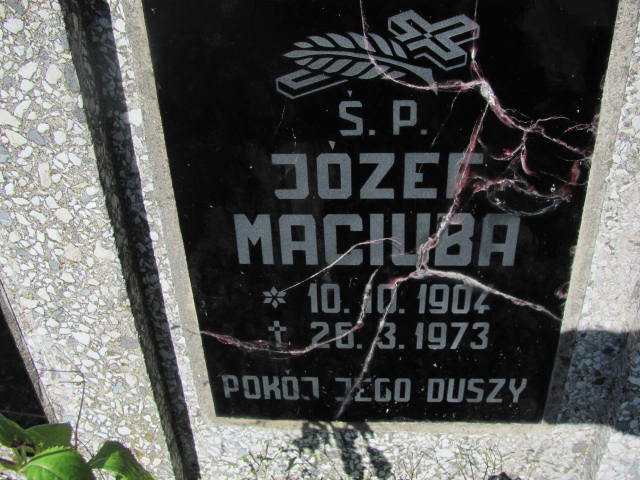 Ś. P.
JÓZEF
MACIUBA
* 10. 10. 1904
† 26. 3. 1973
POKÓJ JEGO DUSZY